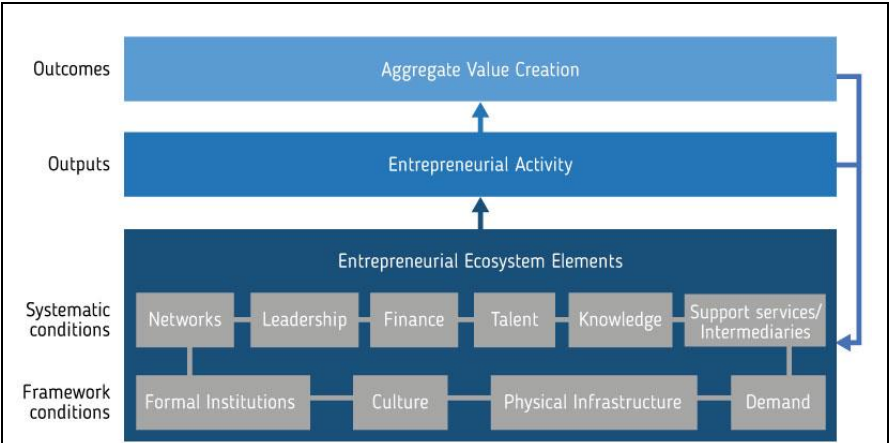 Outcomes
Aggregate Value Creation
Outputs
Entrepreneurial Activity
Entrepreneurial Ecosystem Elements
Systematic
conditions
Networks
Leadership
Finance
Talent
Knowledge
Support services/
Intermediaries
Framework
conditions
Formal Institutions
Culture
Physical Infrastructure
Demand